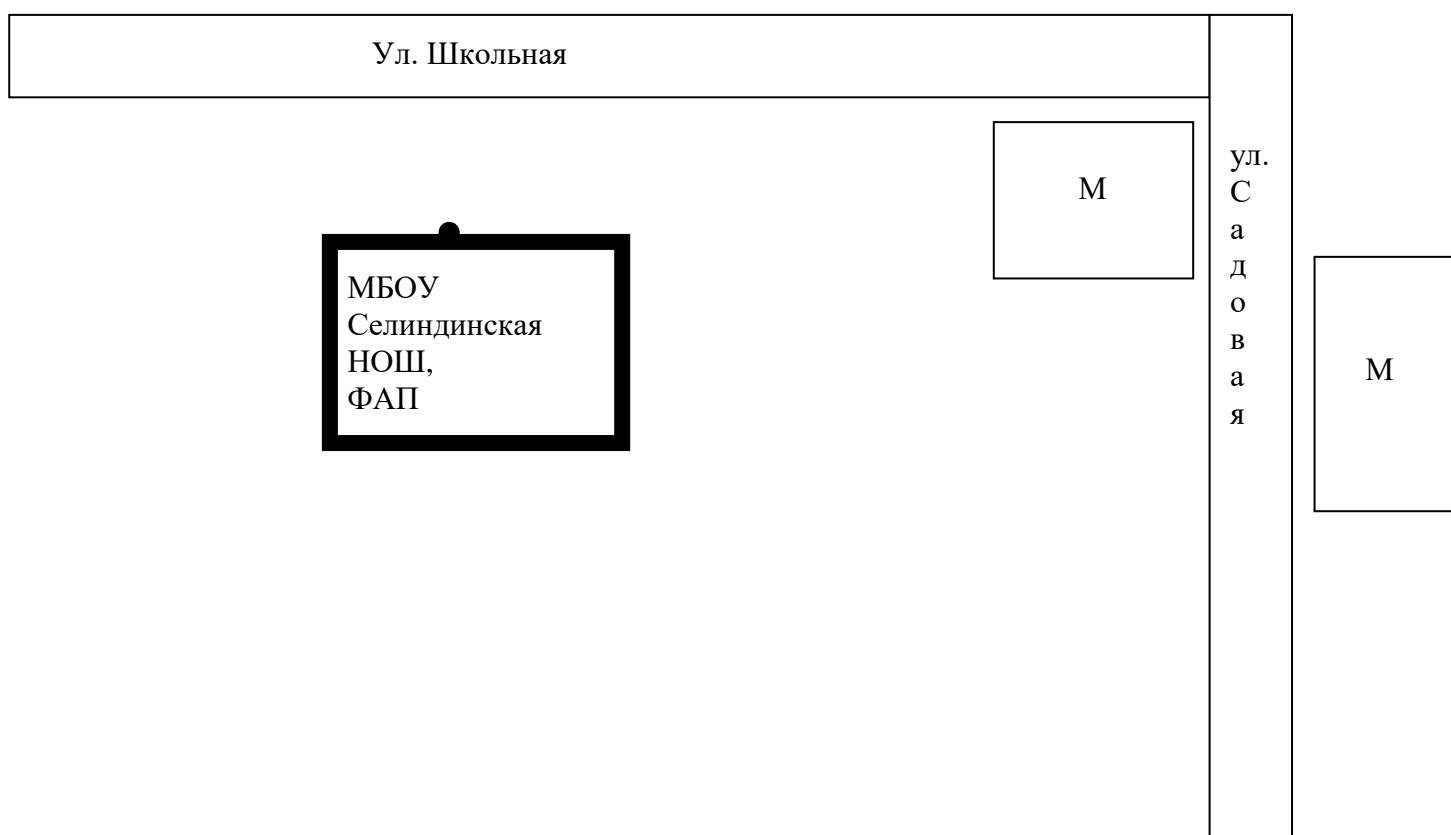 Ул. Школьная
М
ул.
С
а
д
о
в
а
я
МБОУ
Селиндинская
НОШ,
ФАП
М